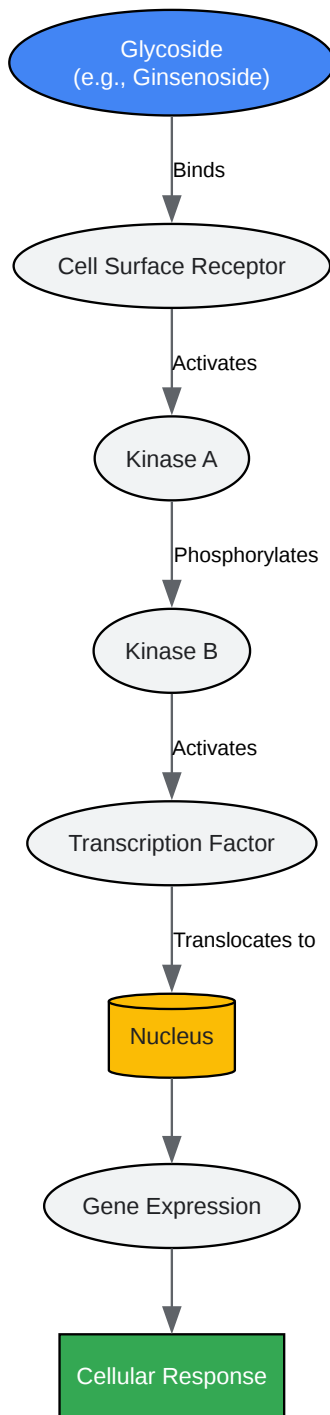 Glycoside
(e.g., Ginsenoside)
Binds
Cell Surface Receptor
Activates
Kinase A
Phosphorylates
Kinase B
Activates
Transcription Factor
Translocates to
Nucleus
Gene Expression
Cellular Response